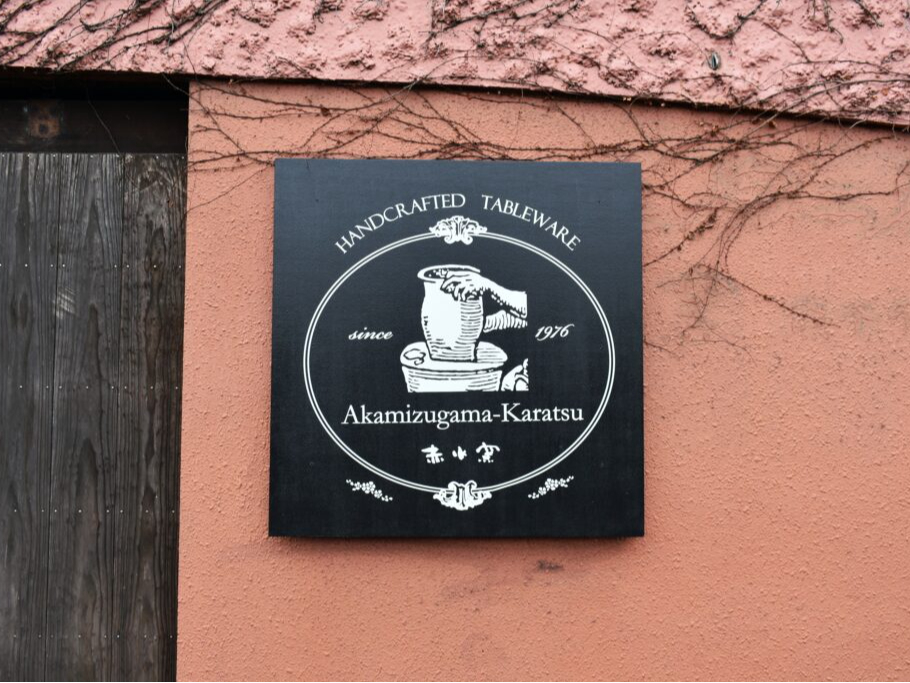 HANDCRAFTED TABLEWARE
since 1976
Akamizugama-Karatsu
赤水窯